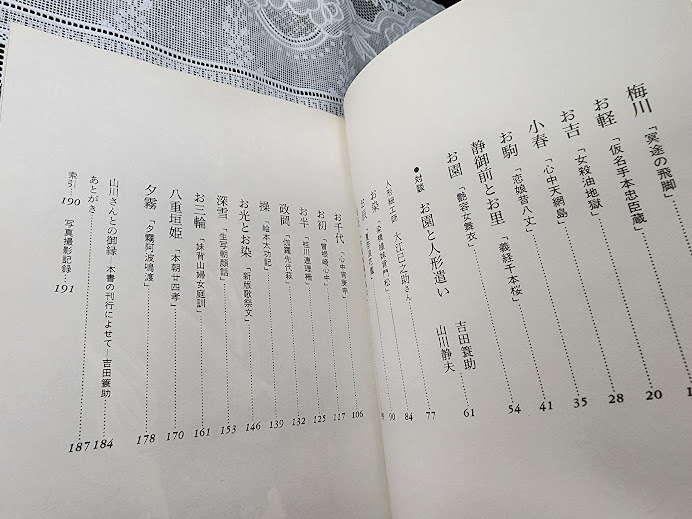 梅川「冥途の飛脚」
お軽「仮名手本忠臣蔵」 20
お吉「女殺油地獄」 28
小春「心中天網島」 35
お駒「恋娘昔八丈」 41
静御前とお里「義経千本桜」 54
お園「艶容女舞衣」 61
●対談 お園と人形遣い 吉田簑助 山川静夫 77
人形細工師 大江巳之助さん 84
お染「染模様妹背門松」 90
お千代「心中宵庚申」 106
お初「曽根崎心中」 117
お半「桂川連理柵」 125
政岡「伽羅先代萩」 132
操「絵本太功記」 139
お光とお染「新版歌祭文」 146
深雪「生写朝顔話」 153
お三輪「妹背山婦女庭訓」 161
八重垣姫「本朝廿四孝」 170
夕霧「夕霧阿波鳴渡」 178
山川さんとの御縁 本書の刊行によせて—吉田簑助 184
あとがき 187
索引…190 写真撮影記録…191